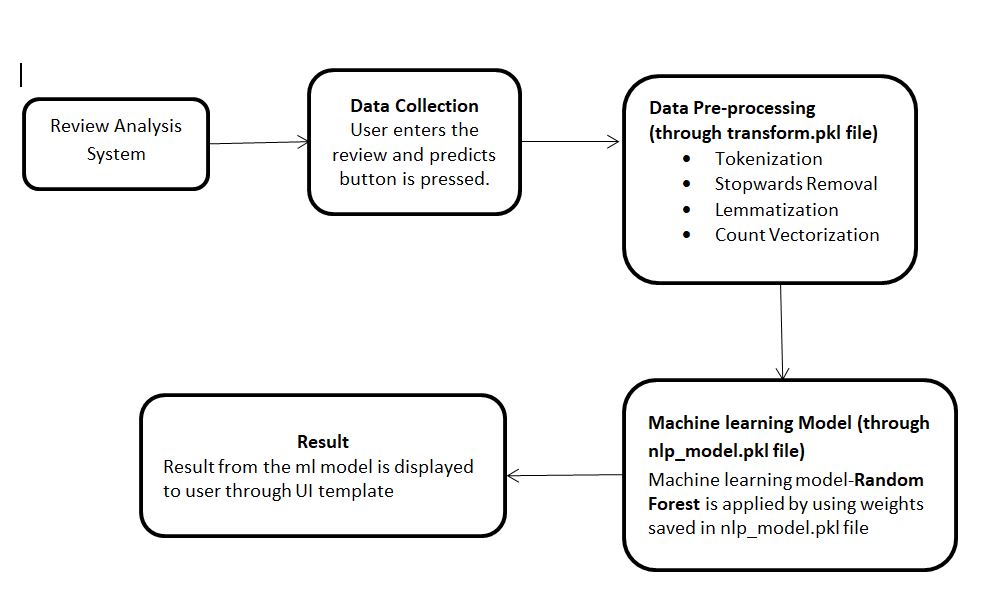 Review Analysis
System
Data Collection
User enters the
review and predicts
button is pressed.
Data Pre-processing
(through transform.pkl file)
• Tokenization
• Stopwards Removal
• Lemmatization
• Count Vectorization
Machine learning Model (through
nlp_model.pkl file)
Machine learning model-Random
Forest is applied by using weights
saved in nlp_model.pkl file
Result
Result from the ml model is displayed
to user through UI template